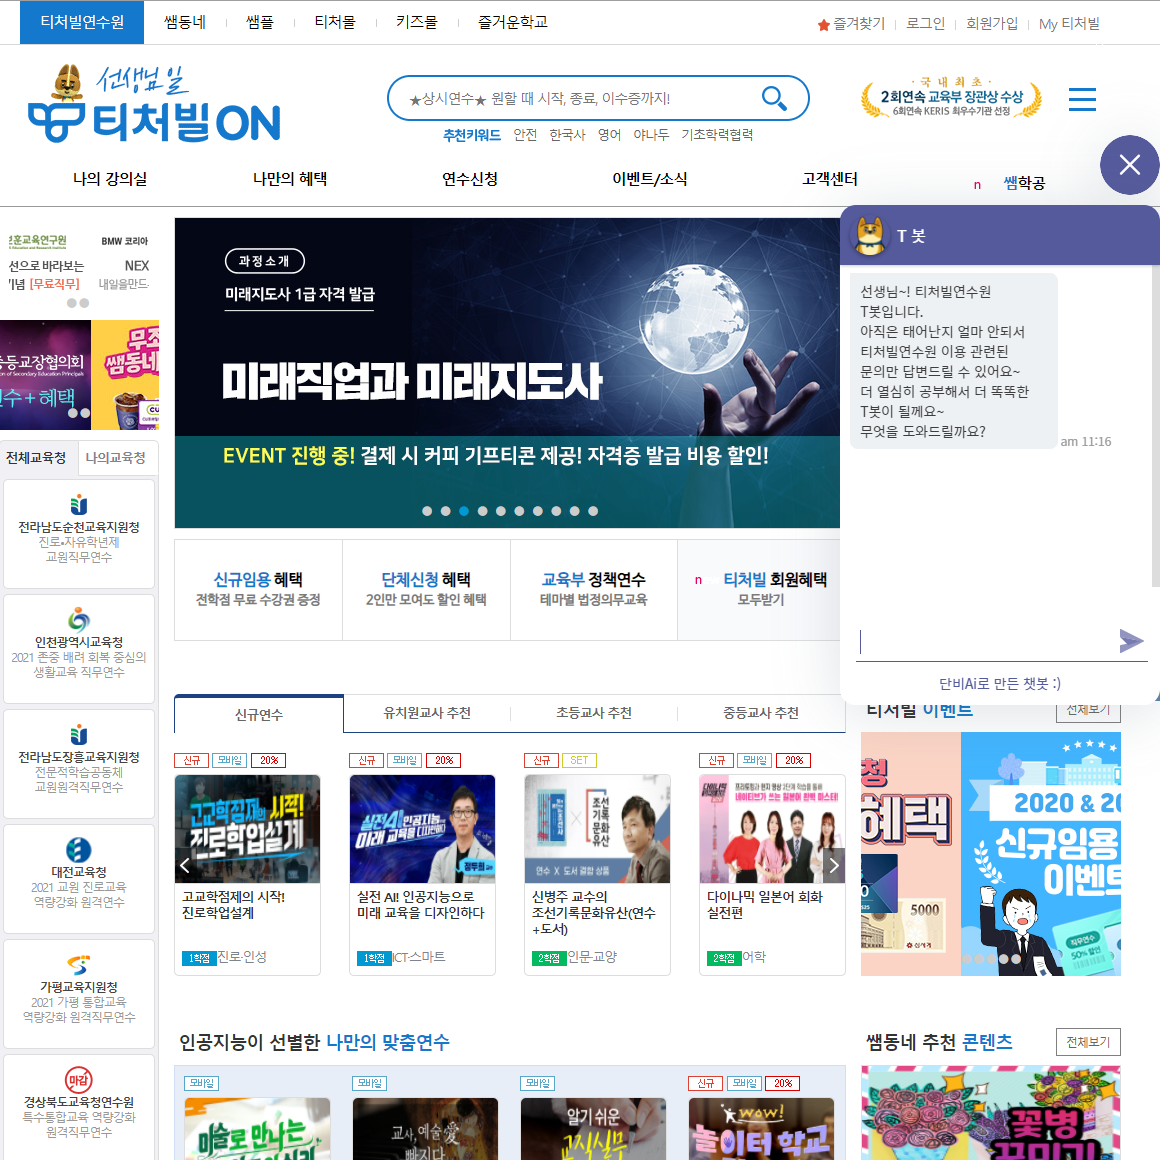 티처빌연수원 쌤동네 쌤플 티처몰 키즈몰 즐거운학교
즐겨찾기 로그인 회원가입 My 티처빌
선생님 일
티처빌ON
★상시연수★ 원할 때 시작, 종료, 이수증까지!
추천키워드 안전 한국사 영어 야나두 기초학력협력
· 국 내 최 초 ·
2회연속 교육부 장관상 수상
6회연속 KERIS 최우수기관 선정
나의 강의실 나만의 혜택 연수신청 이벤트/소식 고객센터 n 쌤학공
T 봇
선생님~! 티처빌연수원
T봇입니다.
아직은 태어난지 얼마 안되서
티처빌연수원 이용 관련된
문의만 답변드릴 수 있어요~
더 열심히 공부해서 더 똑똑한
T봇이 될께요~
무엇을 도와드릴까요?
am 11:16
단비Ai로 만든 챗봇 :)
훈교육연구원 BMW 코리아
선으로 바라보는 NEX
념 [무료직무] 내일을만드
중등교장협의회
수 + 혜택
무조
쌤동네
CU
전체교육청 나의교육청
전라남도순천교육지원청
진로•자유학년제
교원직무연수
인천광역시교육청
2021 존중 배려 회복 중심의
생활교육 직무연수
전라남도장흥교육지원청
전문적학습공동체
교원원격직무연수
대전교육청
2021 교원 진로교육
역량강화 원격연수
가평교육지원청
2021 가평 통합교육
역량강화 원격직무연수
마감
경상북도교육청연수원
특수통합교육 역량강화
원격직무연수
과정소개
미래지도사 1급 자격 발급
미래직업과 미래지도사
EVENT 진행 중! 결제 시 커피 기프티콘 제공! 자격증 발급 비용 할인!
신규임용 혜택
전학점 무료 수강권 증정
단체신청 혜택
2인만 모여도 할인 혜택
교육부 정책연수
테마별 법정의무교육
n 티처빌 회원혜택
모두받기
신규연수 유치원교사 추천 초등교사 추천 중등교사 추천
신규 모바일 20%
고교학점제의 시작!
진로학업설계
고교학점제의 시작!
진로학업설계
1학점 진로·인성
신규 모바일 20%
실전AI 인공지능으로
미래 교육을 디자인하다
정두희 교수
실전 AI! 인공지능으로
미래 교육을 디자인하다
1학점 ICT·스마트
신규 SET
조선기록문화유산
연수 X 도서 결합 상품
신병주 교수의
조선기록문화유산(연수
+도서)
2학점 인문·교양
신규 모바일 20%
네이티브가 쓰는 일본어 완벽 마스터!
다이나믹 일본어 회화
실전편
2학점 어학
티처빌 이벤트 전체보기
청
혜택
5000
2020 & 20
신규임용
이벤트
직무연수
50% 할인
인공지능이 선별한 나만의 맞춤연수
모바일
미술로 만나는
모바일
교사, 예술愛
빠지다
모바일
알기 쉬운
교직실무
신규 모바일 20%
wow!
놀이터 학교
쌤동네 추천 콘텐츠 전체보기
꽃병
꾸미기